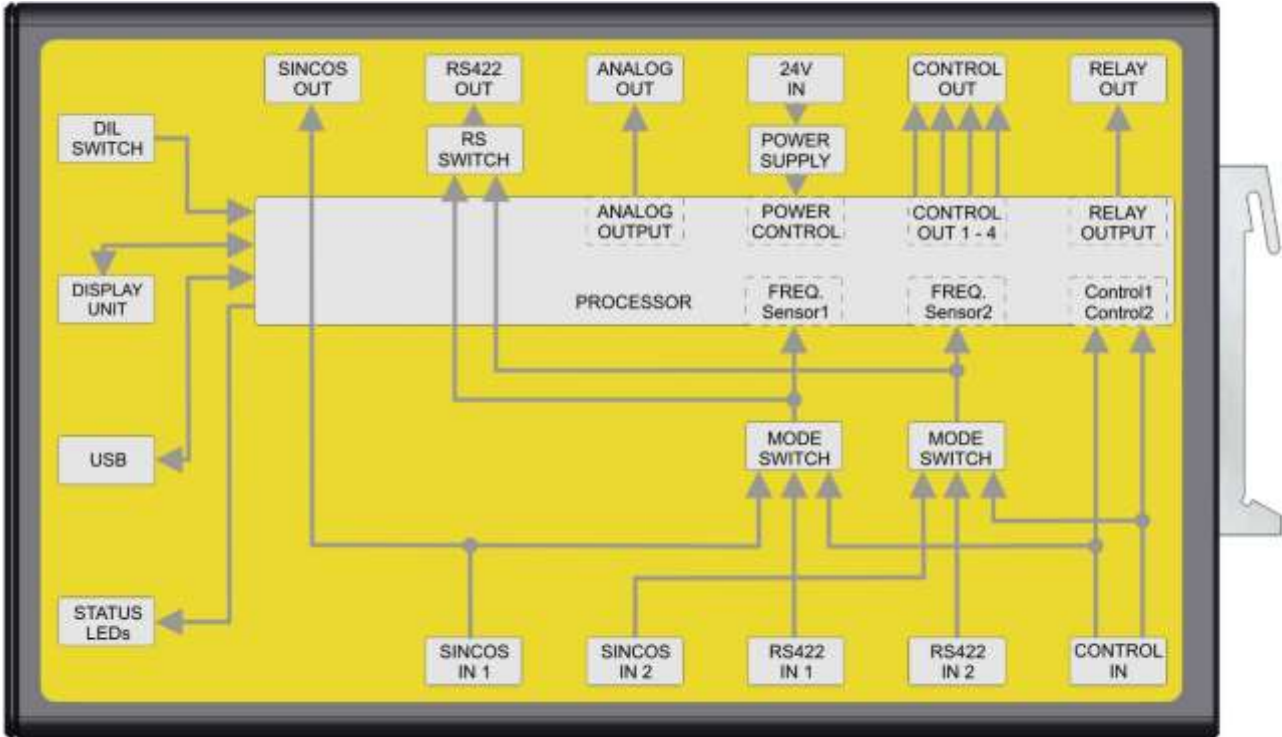 SINCOS
OUT
RS422
OUT
ANALOG
OUT
24V
IN
CONTROL
OUT
RELAY
OUT
DIL
SWITCH
RS
SWITCH
POWER
SUPPLY
ANALOG
OUTPUT
POWER
CONTROL
CONTROL
OUT 1 - 4
RELAY
OUTPUT
DISPLAY
UNIT
PROCESSOR
FREQ.
Sensor1
FREQ.
Sensor2
Control1
Control2
USB
MODE
SWITCH
MODE
SWITCH
STATUS
LEDs
SINCOS
IN 1
SINCOS
IN 2
RS422
IN 1
RS422
IN 2
CONTROL
IN